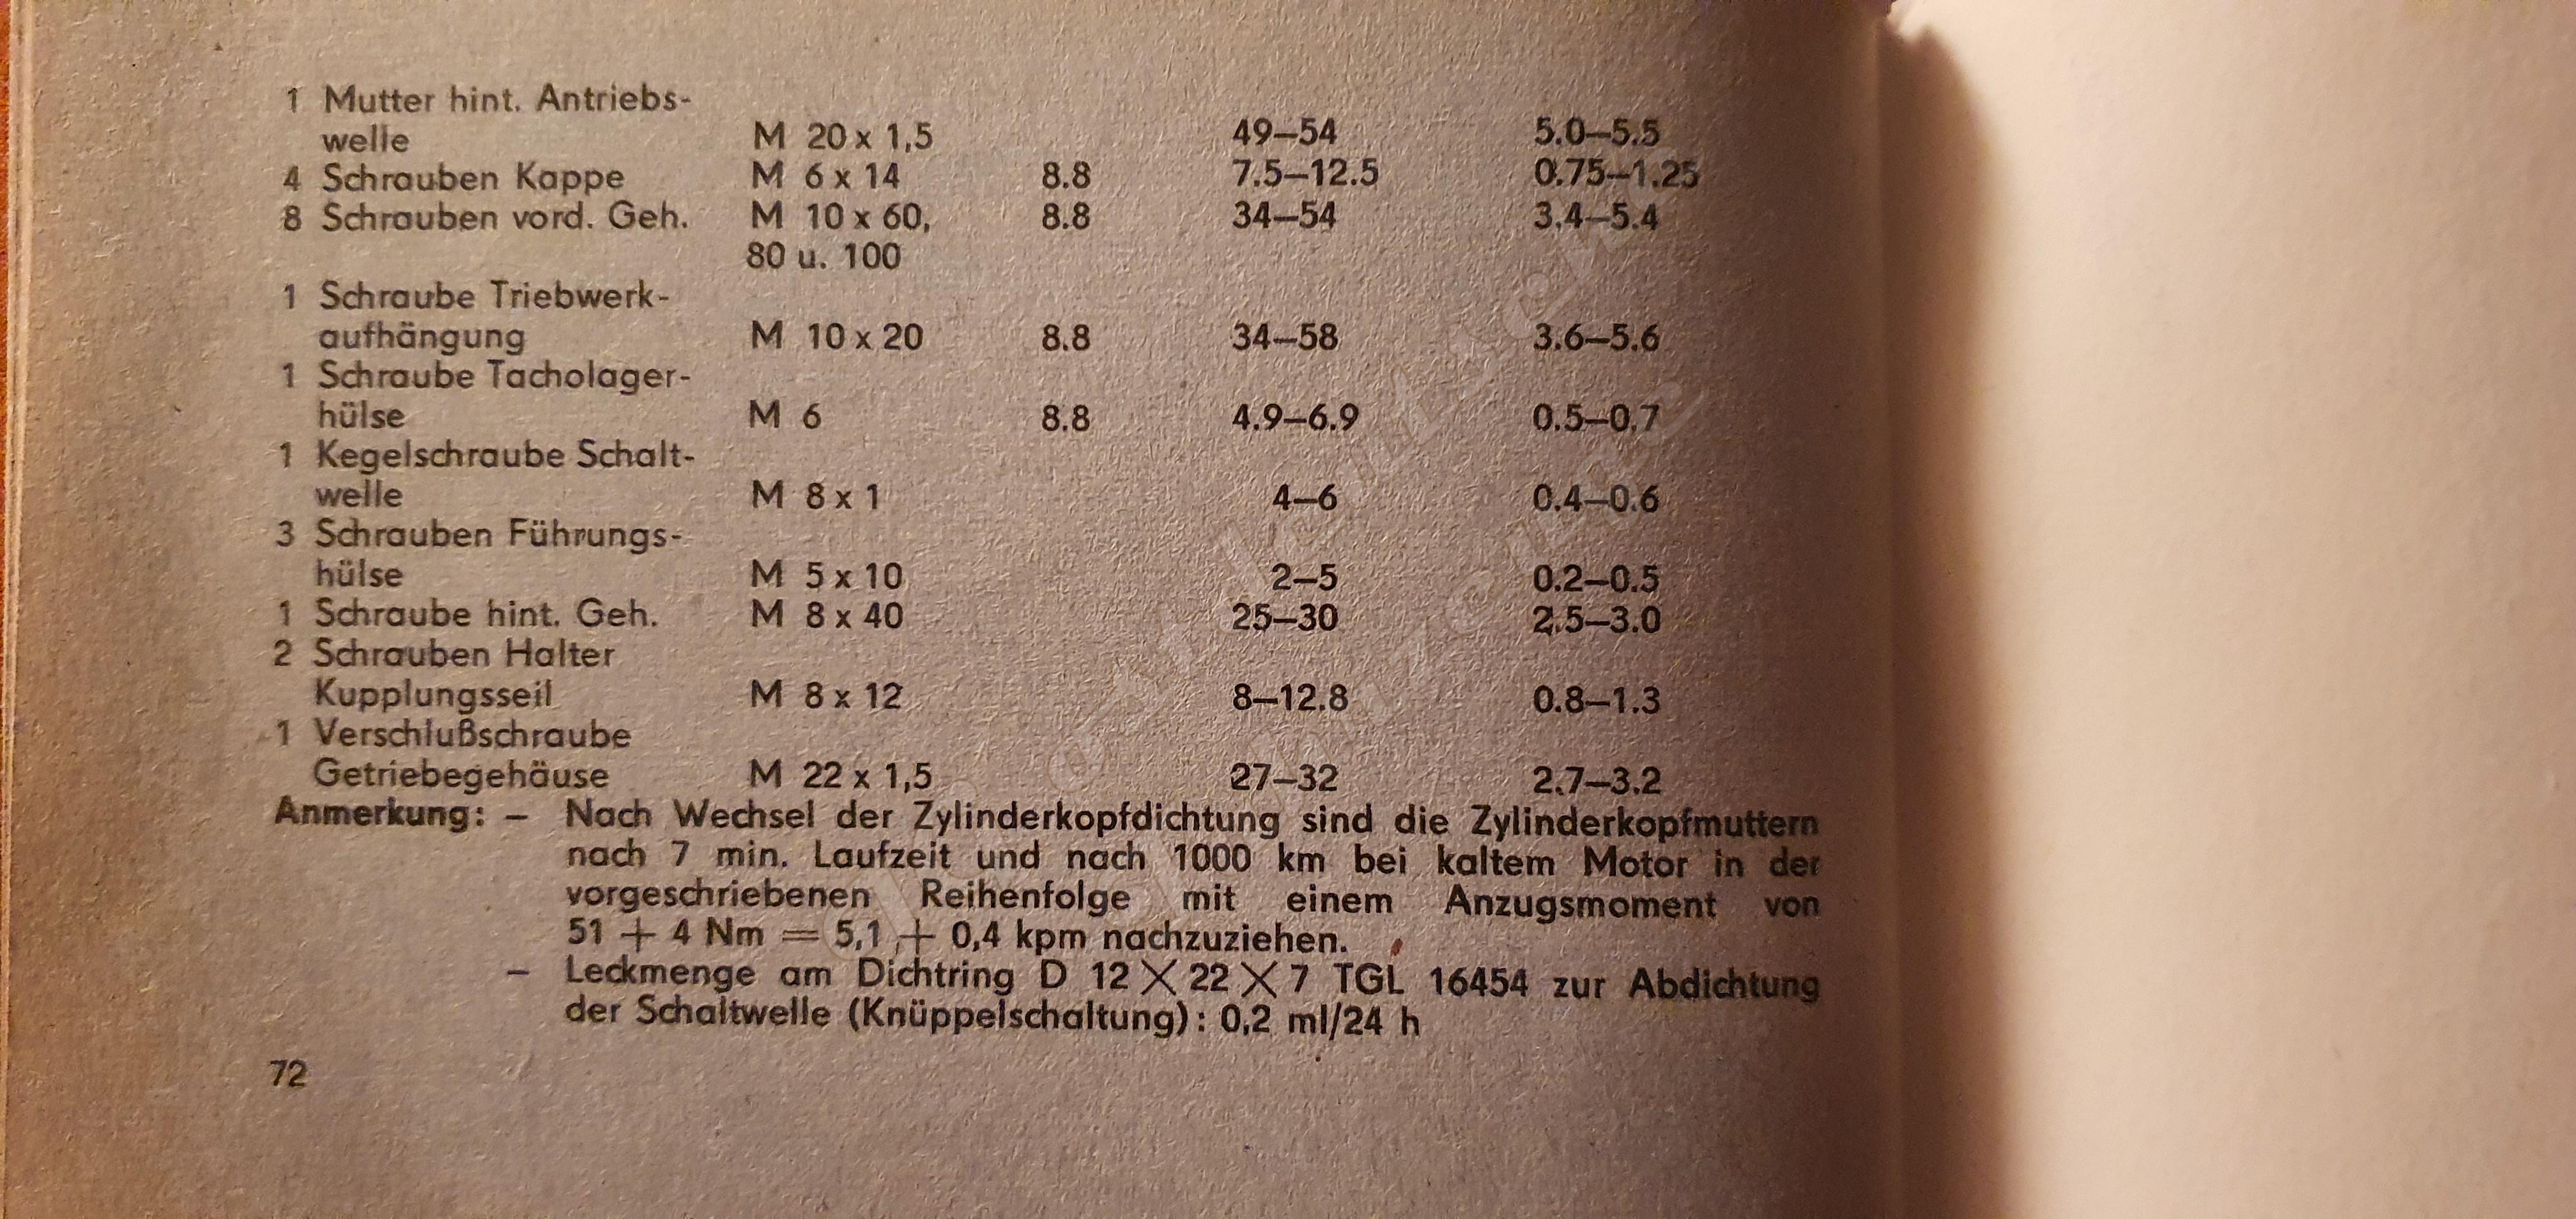 1 Mutter hint. Antriebs-
welle M 20 x 1,5 49–54 5.0–5.5
4 Schrauben Kappe M 6 x 14 8.8 7.5–12.5 0.75–1.25
8 Schrauben vord. Geh. M 10 x 60, 8.8 34–54 3.4–5.4
80 u. 100
1 Schraube Triebwerk-
aufhängung M 10 x 20 8.8 34–58 3.6–5.6
1 Schraube Tacholager-
hülse M 6 8.8 4.9–6.9 0.5–0.7
1 Kegelschraube Schalt-
welle M 8 x 1 4–6 0.4–0.6
3 Schrauben Führungs-
hülse M 5 x 10 2–5 0.2–0.5
1 Schraube hint. Geh. M 8 x 40 25–30 2.5–3.0
2 Schrauben Halter
Kupplungsseil M 8 x 12 8–12.8 0.8–1.3
1 Verschlußschraube
Getriebegehäuse M 22 x 1,5 27–32 2.7–3.2
Anmerkung: – Nach Wechsel der Zylinderkopfdichtung sind die Zylinderkopfmuttern
nach 7 min. Laufzeit und nach 1000 km bei kaltem Motor in der
vorgeschriebenen Reihenfolge mit einem Anzugsmoment von
51 + 4 Nm = 5,1 + 0,4 kpm nachzuziehen.
– Leckmenge am Dichtring D 12 × 22 × 7 TGL 16454 zur Abdichtung
der Schaltwelle (Knüppelschaltung): 0,2 ml/24 h
72